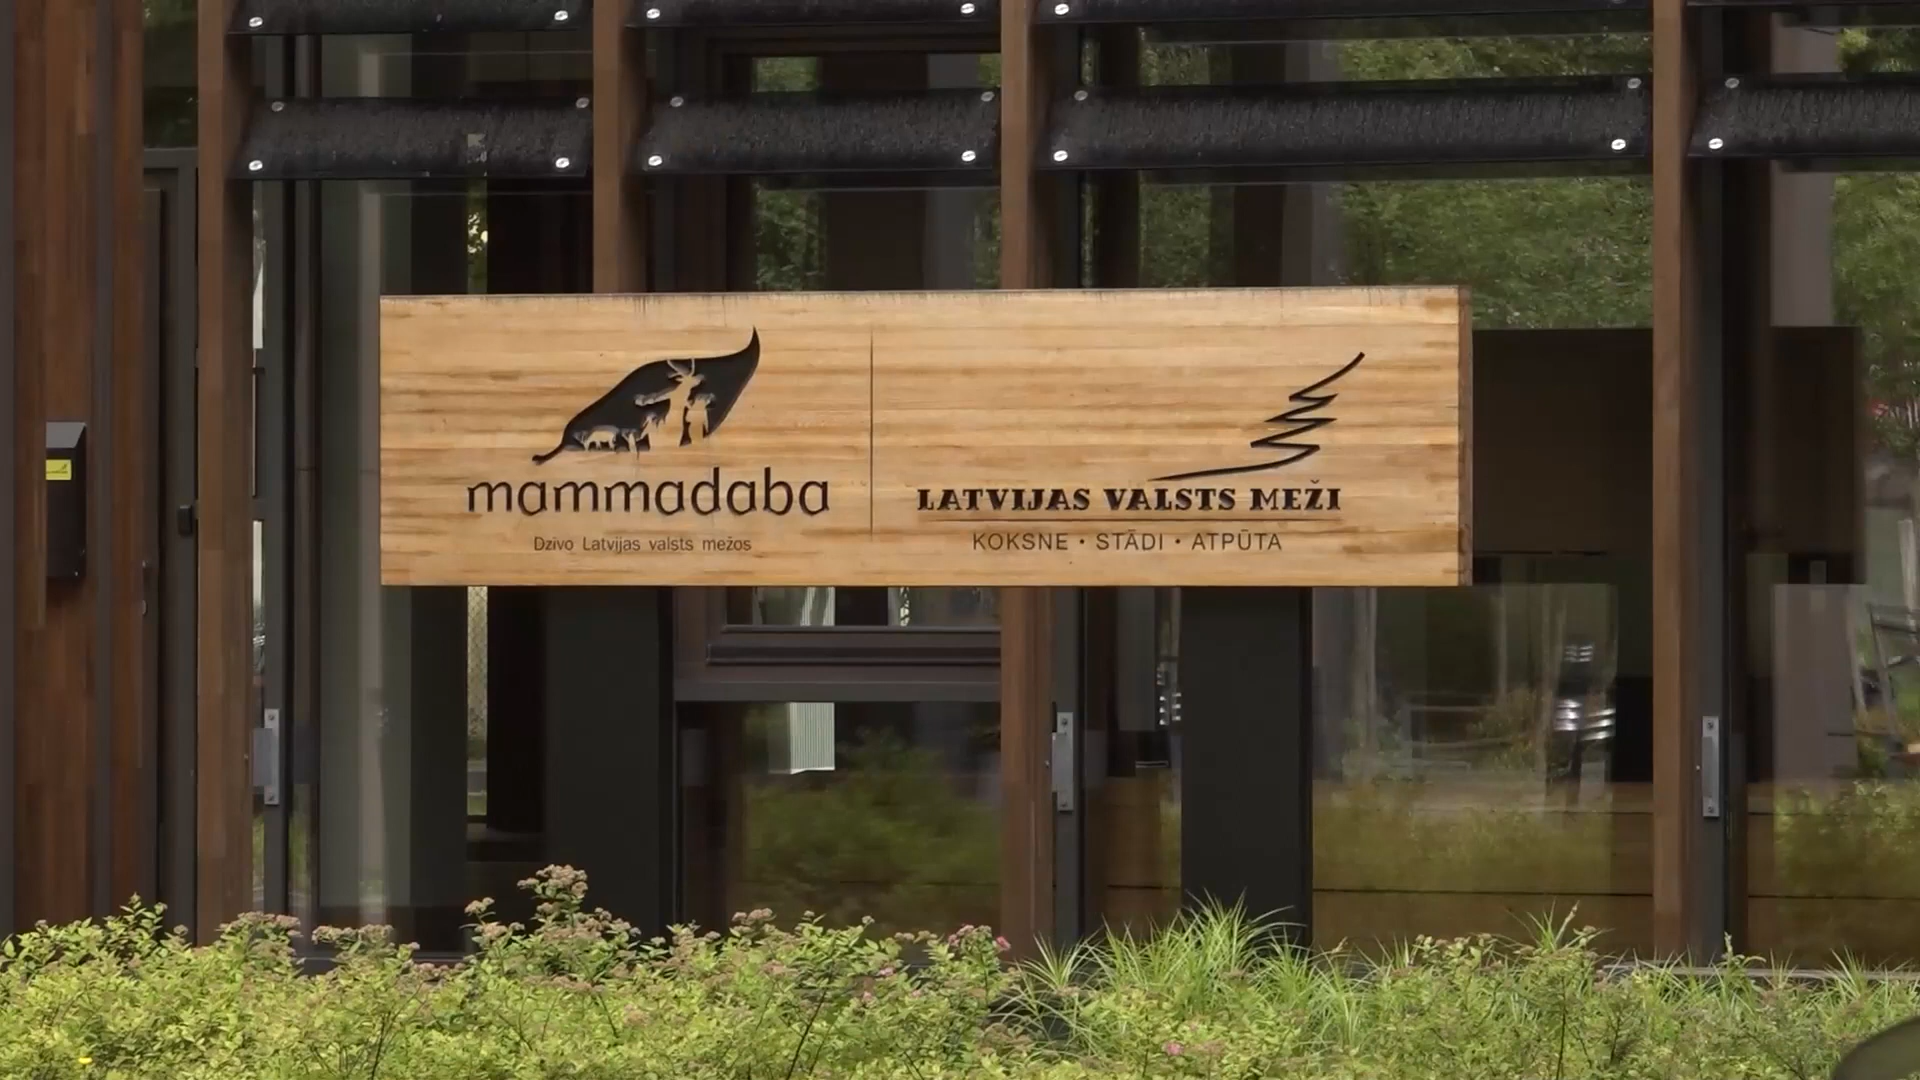 mammadaba
Dzīvo Latvijas valsts mežos
LATVIJAS VALSTS MEŽI
KOKSNE • STĀDI • ATPŪTA